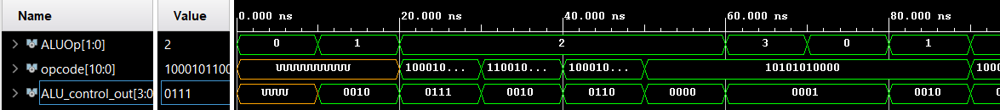 Name Value 0.000 ns 20.000 ns 40.000 ns 60.000 ns 80.000 ns
ALUOp[1:0] 2 0 1 2 3 0 1
opcode[10:0] 1000101100 UUUUUUUUUUU 100010... 110010... 100010... 10101010000 1000
ALU_control_out[3:0 0111 UUUU 0010 0111 0010 0110 0000 0001 0010